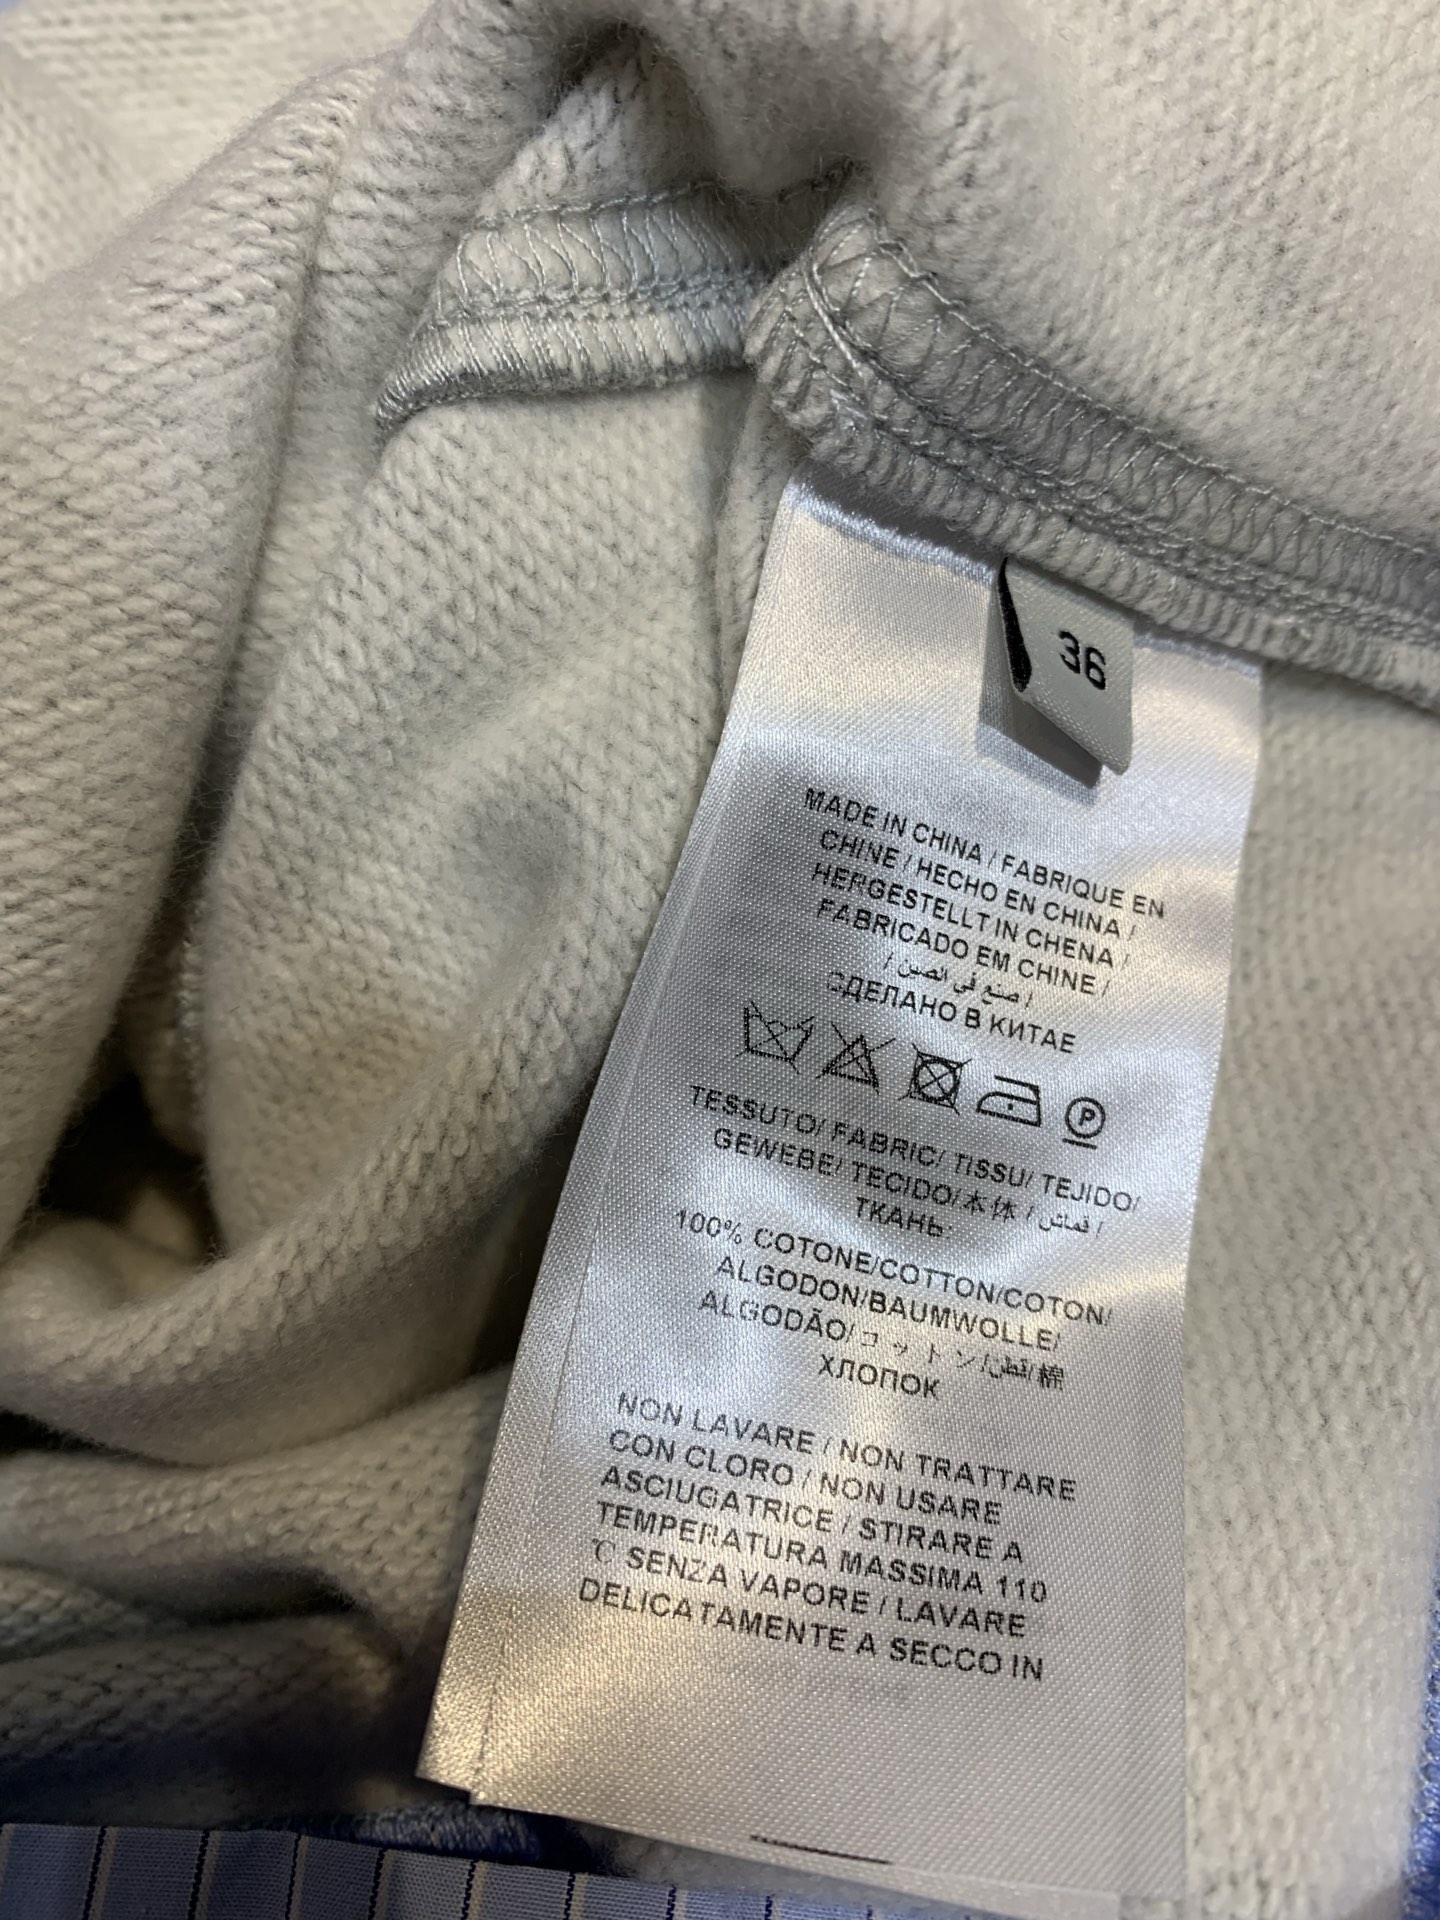 36
MADE IN CHINA / FABRIQUE EN
CHINE / HECHO EN CHINA /
HERGESTELLT IN CHENA /
FABRICADO EM CHINE /
/ صنع في الصين /
СДЕЛАНО В КИТАЕ
P
TESSUTO/ FABRIC/ TISSU/ TEJIDO/
GEWEBE/ TECIDO/本体 / قماش /
ТКАНЬ
100% COTONE/COTTON/COTON/
ALGODON/BAUMWOLLE/
ALGODÃO/コットン/قطن/棉
ХЛОПОК
NON LAVARE / NON TRATTARE
CON CLORO / NON USARE
ASCIUGATRICE / STIRARE A
TEMPERATURA MASSIMA 110
℃ SENZA VAPORE / LAVARE
DELICATAMENTE A SECCO IN